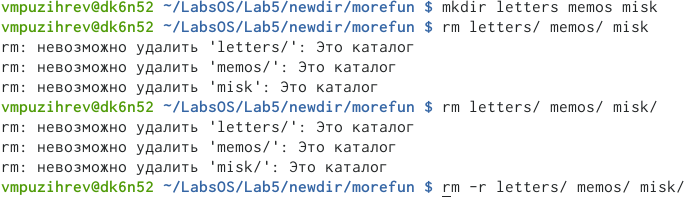 vmpuzihrev@dk6n52 ~/LabsOS/Lab5/newdir/morefun $ mkdir letters memos misk
vmpuzihrev@dk6n52 ~/LabsOS/Lab5/newdir/morefun $ rm letters/ memos/ misk
rm: невозможно удалить 'letters/': Это каталог
rm: невозможно удалить 'memos/': Это каталог
rm: невозможно удалить 'misk': Это каталог
vmpuzihrev@dk6n52 ~/LabsOS/Lab5/newdir/morefun $ rm letters/ memos/ misk/
rm: невозможно удалить 'letters/': Это каталог
rm: невозможно удалить 'memos/': Это каталог
rm: невозможно удалить 'misk/': Это каталог
vmpuzihrev@dk6n52 ~/LabsOS/Lab5/newdir/morefun $ rm -r letters/ memos/ misk/